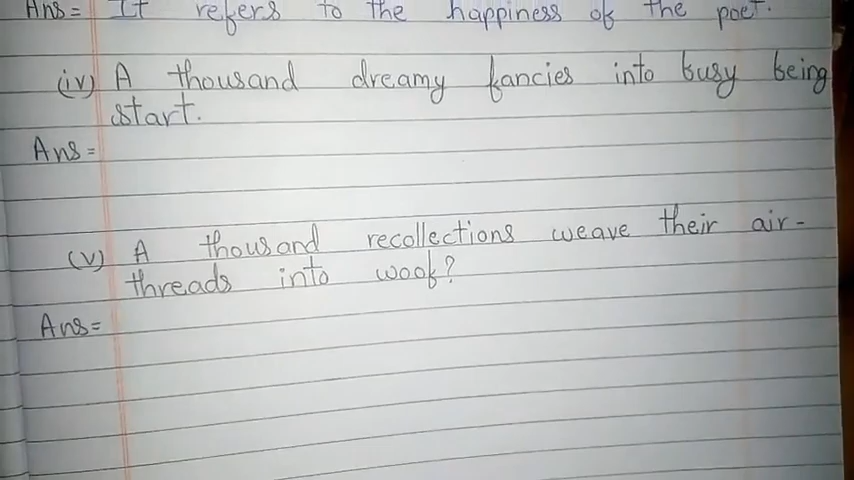 Ans= It refers to the happiness of the poet.
(iv) A thousand dreamy fancies into busy being
start.
Ans=
(v) A thousand recollections weave their air-
threads into woof?
Ans=